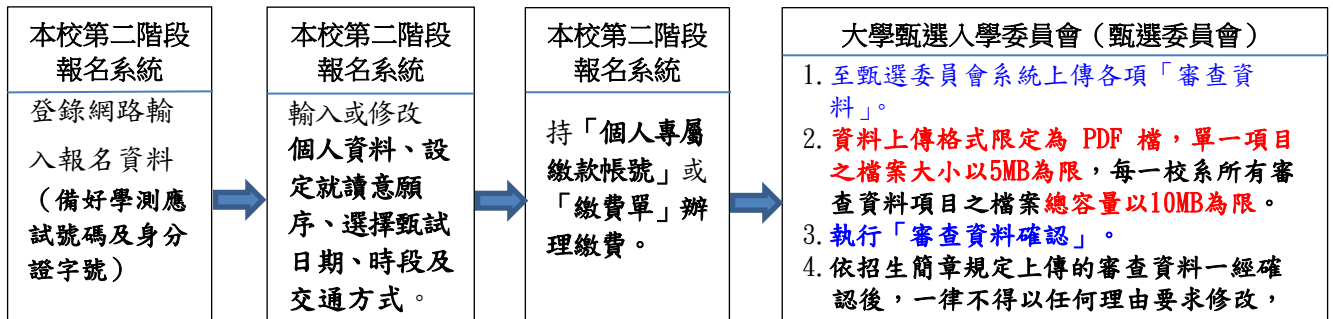 本校第二階段
報名系統
登錄網路輸
入報名資料
（備好學測應
試號碼及身分
證字號）
本校第二階段
報名系統
輸入或修改
個人資料、設
定就讀意願
序、選擇甄試
日期、時段及
交通方式。
本校第二階段
報名系統
持「個人專屬
繳款帳號」或
「繳費單」辦
理繳費。
大學甄選入學委員會（甄選委員會）
1.至甄選委員會系統上傳各項「審查資
料」。
2.資料上傳格式限定為 PDF 檔，單一項目
之檔案大小以5MB為限，每一校系所有審
查資料項目之檔案總容量以10MB為限。
3.執行「審查資料確認」。
4.依招生簡章規定上傳的審查資料一經確
認後，一律不得以任何理由要求修改，